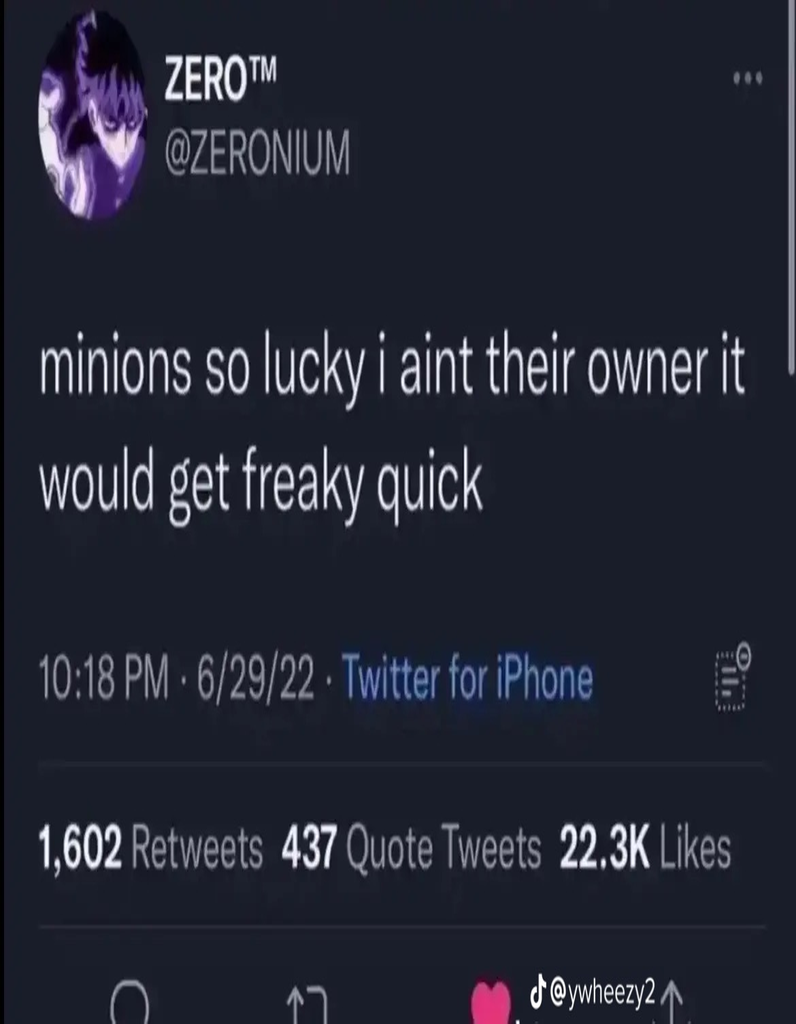 ZERO™
@ZERONIUM
minions so lucky i aint their owner it
would get freaky quick
10:18 PM · 6/29/22 · Twitter for iPhone
1,602 Retweets 437 Quote Tweets 22.3K Likes
@ywheezy2